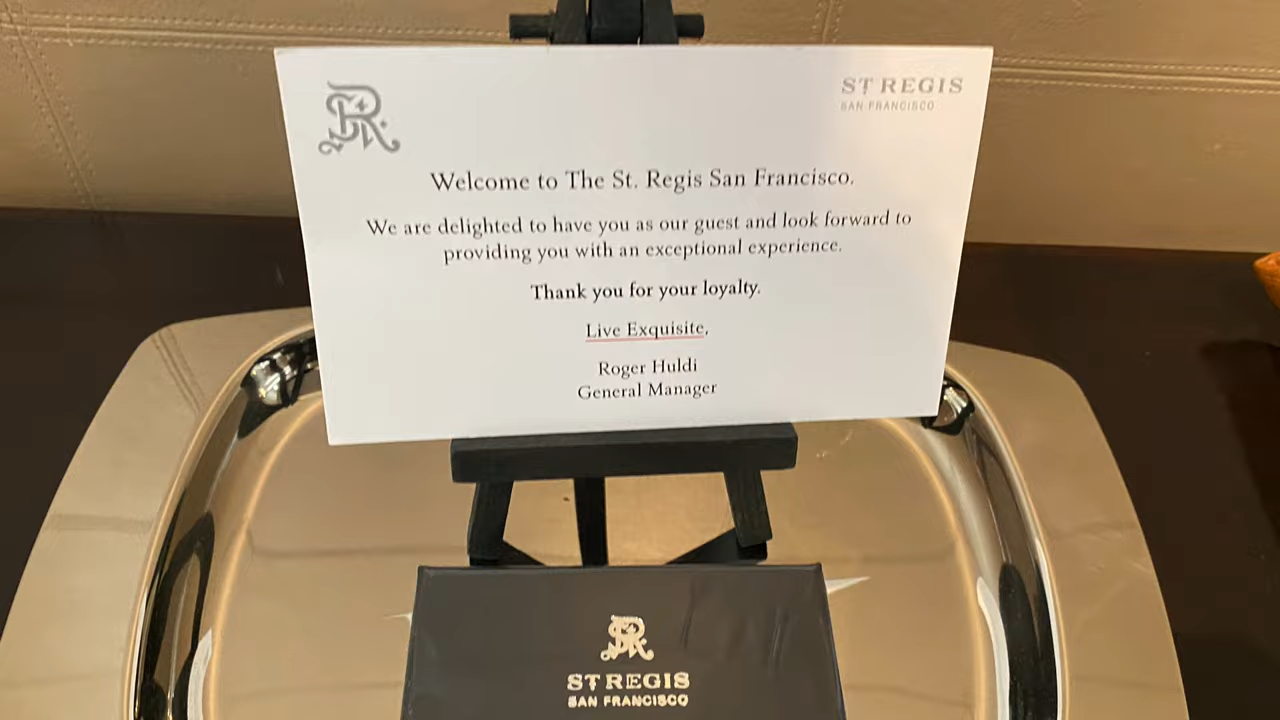 ST REGIS
SAN FRANCISCO
Welcome to The St. Regis San Francisco.
We are delighted to have you as our guest and look forward to
providing you with an exceptional experience.
Thank you for your loyalty.
Live Exquisite,
Roger Huldi
General Manager
ST REGIS
SAN FRANCISCO